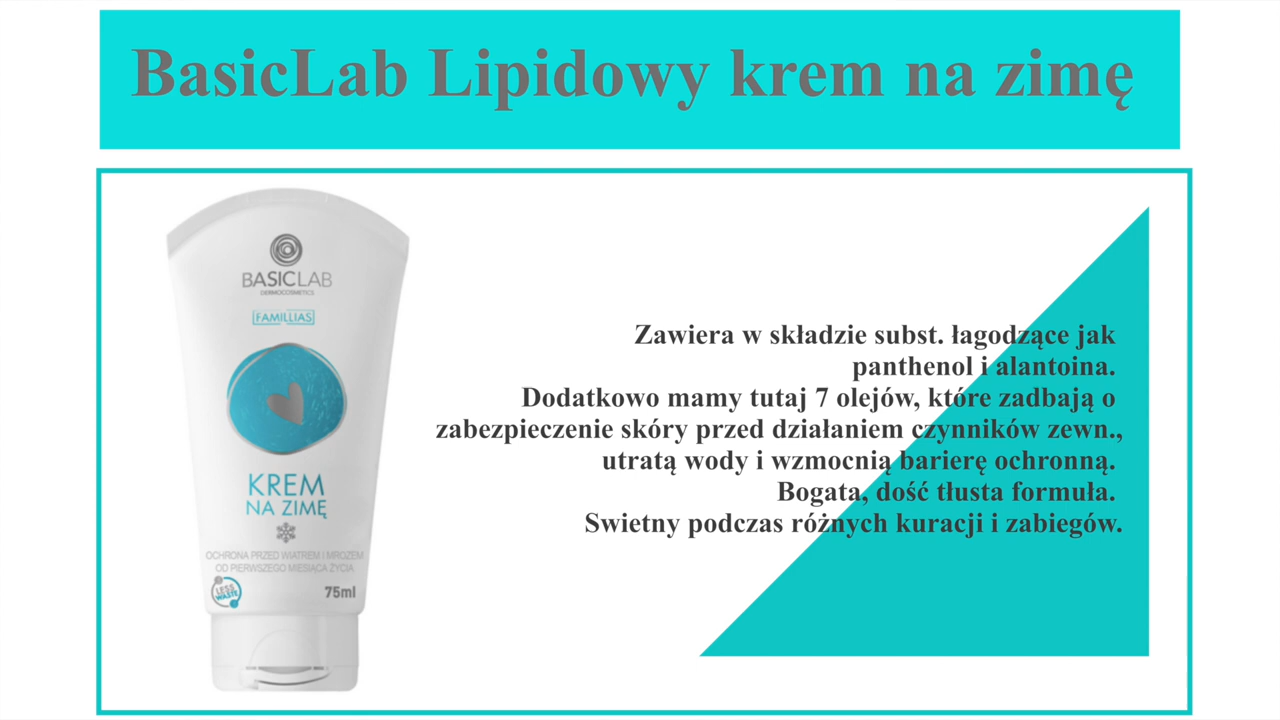 BasicLab Lipidowy krem na zimę
BASICLAB
DERMOCOSMETICS
FAMILLIAS
KREM
NA ZIMĘ
OCHRONA PRZED WIATREM I MROZEM
OD PIERWSZEGO MIESIĄCA ŻYCIA
LESS
WASTE
75ml
Zawiera w składzie subst. łagodzące jak
panthenol i alantoina.
Dodatkowo mamy tutaj 7 olejów, które zadbają o
zabezpieczenie skóry przed działaniem czynników zewn.,
utratą wody i wzmocnią barierę ochronną.
Bogata, dość tłusta formuła.
Swietny podczas różnych kuracji i zabiegów.